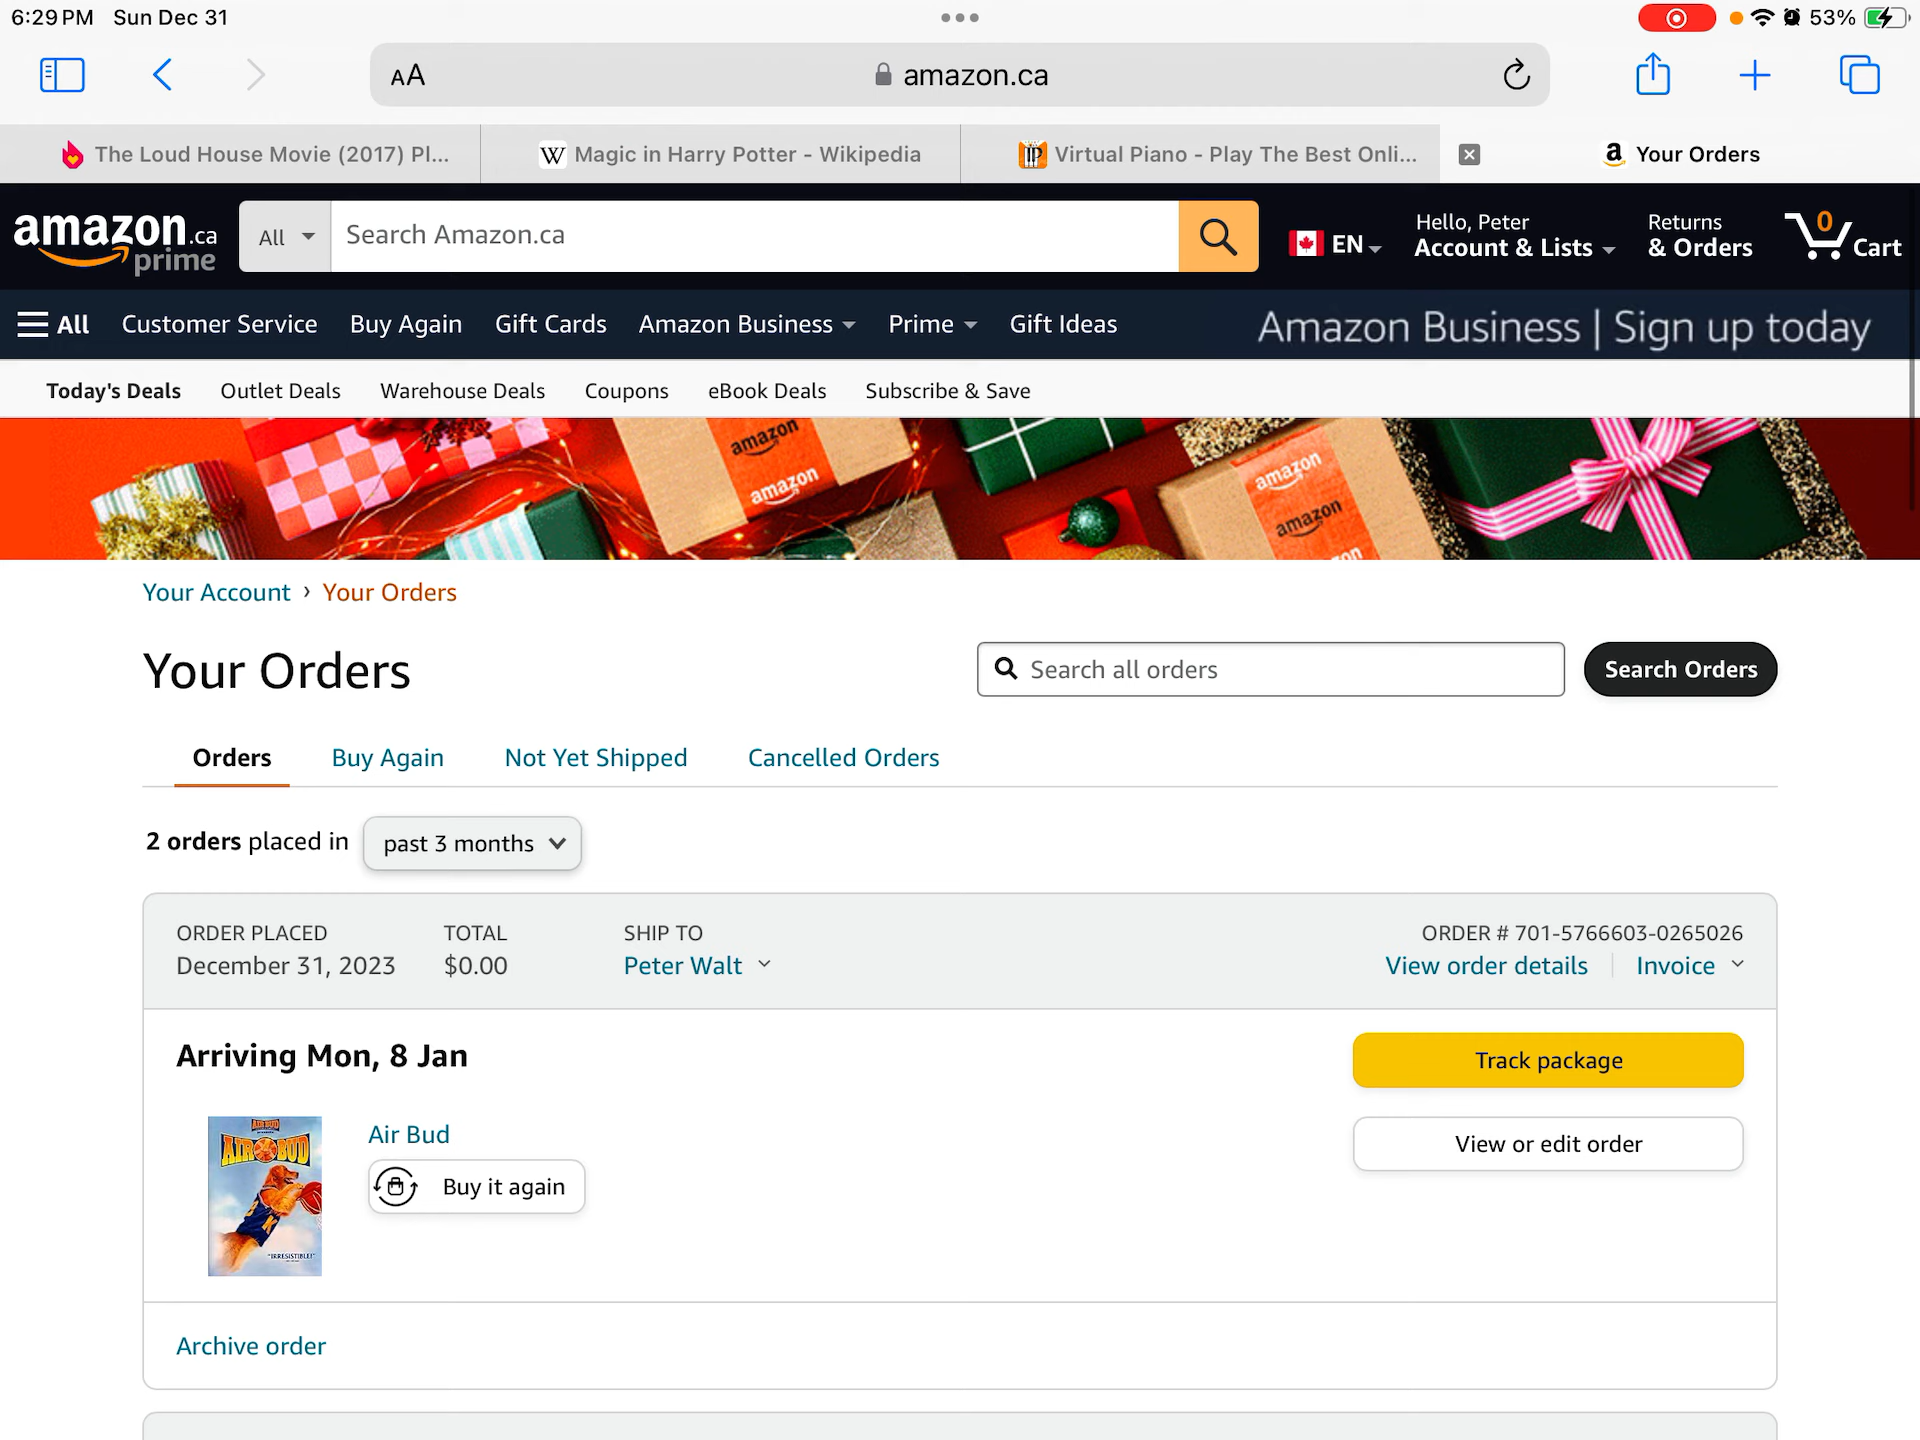 6:29 PM Sun Dec 31
53%
AA
amazon.ca
The Loud House Movie (2017) Pl...
W Magic in Harry Potter - Wikipedia
Virtual Piano - Play The Best Onli...
a Your Orders
amazon.ca
prime
All
Search Amazon.ca
EN
Hello, Peter
Account & Lists
Returns
& Orders
0
Cart
All
Customer Service
Buy Again
Gift Cards
Amazon Business
Prime
Gift Ideas
Amazon Business | Sign up today
Today's Deals
Outlet Deals
Warehouse Deals
Coupons
eBook Deals
Subscribe & Save
amazon
amazon
amazon
amazon
Your Account › Your Orders
Your Orders
Search all orders
Search Orders
Orders
Buy Again
Not Yet Shipped
Cancelled Orders
2 orders placed in
past 3 months
ORDER PLACED
December 31, 2023
TOTAL
$0.00
SHIP TO
Peter Walt
ORDER # 701-5766603-0265026
View order details
Invoice
Arriving Mon, 8 Jan
Track package
View or edit order
AIR BUD
"IRRESISTIBLE!"
Air Bud
Buy it again
Archive order